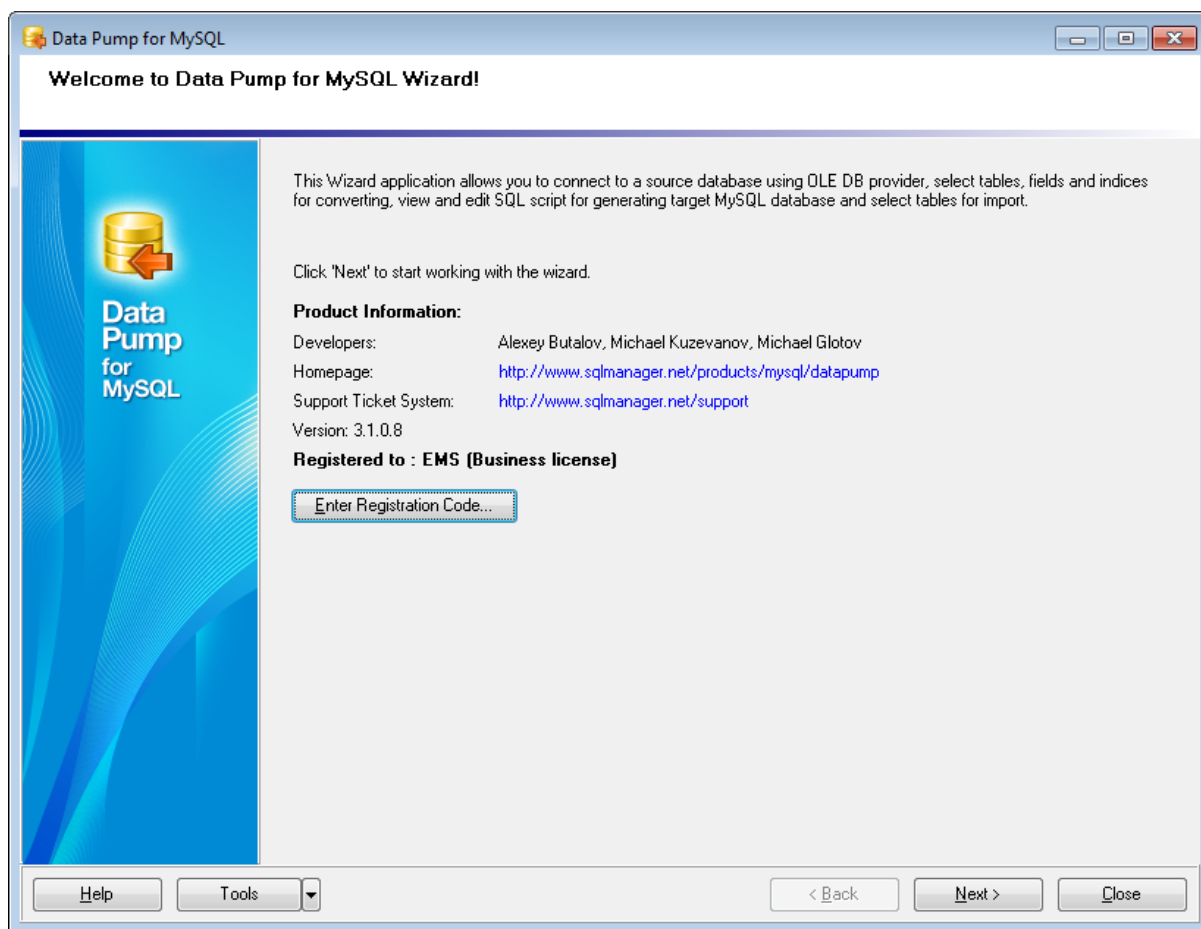 Data Pump for MySQL
Welcome to Data Pump for MySQL Wizard!
Data
Pump
for
MySQL
This Wizard application allows you to connect to a source database using OLE DB provider, select tables, fields and indices
for converting, view and edit SQL script for generating target MySQL database and select tables for import.
Click 'Next' to start working with the wizard.
Product Information:
Developers: Alexey Butalov, Michael Kuzevanov, Michael Glotov
Homepage: http://www.sqlmanager.net/products/mysql/datapump
Support Ticket System: http://www.sqlmanager.net/support
Version: 3.1.0.8
Registered to : EMS (Business license)
Enter Registration Code...
Help Tools < Back Next > Close